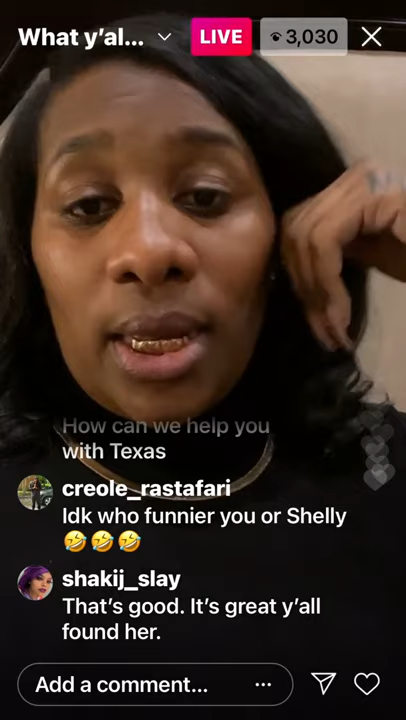 What y'al...
LIVE
3,030
How can we help you
with Texas
creole_rastafari
Idk who funnier you or Shelly
🤣🤣🤣
shakij_slay
That's good. It's great y'all
found her.
Add a comment...